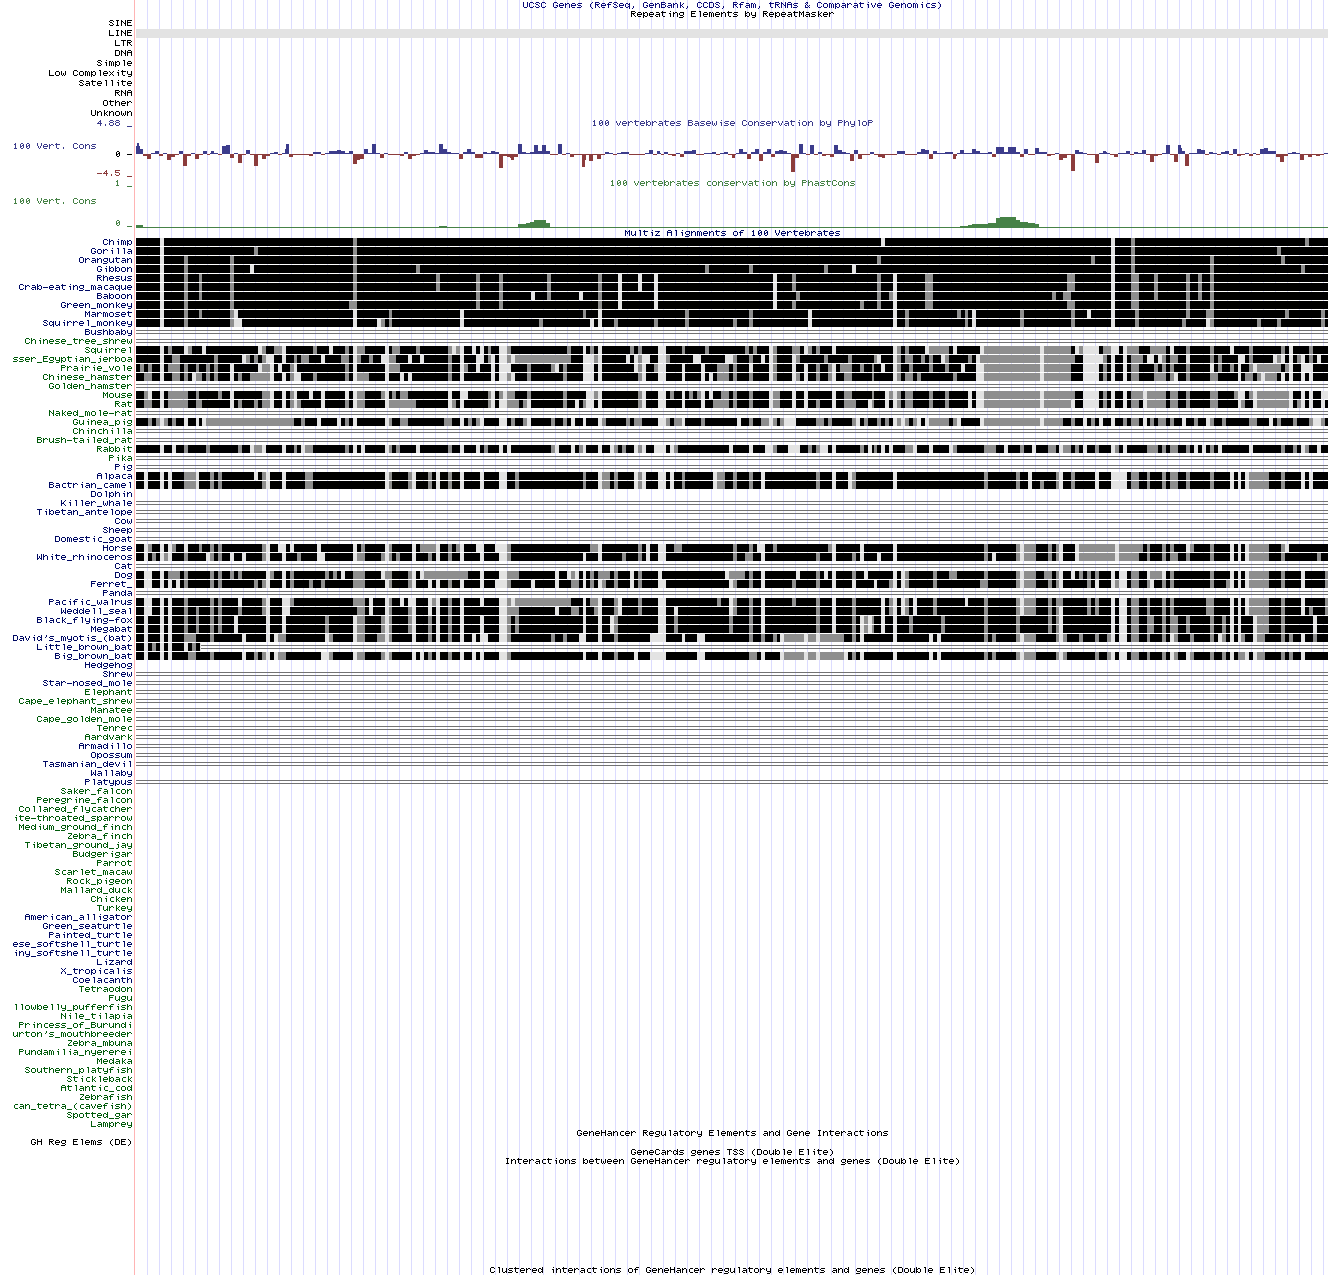 UCSC Genes (RefSeq, GenBank, CCDS, Rfam, tRNAs & Comparative Genomics)
Repeating Elements by RepeatMasker
SINE
LINE
LTR
DNA
Simple
Low Complexity
Satellite
RNA
Other
Unknown
4.88 _
100 vertebrates Basewise Conservation by PhyloP
100 Vert. Cons
0 -
-4.5 _
1 _
100 vertebrates conservation by PhastCons
100 Vert. Cons
0 _
Multiz Alignments of 100 Vertebrates
Chimp
Gorilla
Orangutan
Gibbon
Rhesus
Crab-eating_macaque
Baboon
Green_monkey
Marmoset
Squirrel_monkey
Bushbaby
Chinese_tree_shrew
Squirrel
sser_Egyptian_jerboa
Prairie_vole
Chinese_hamster
Golden_hamster
Mouse
Rat
Naked_mole-rat
Guinea_pig
Chinchilla
Brush-tailed_rat
Rabbit
Pika
Pig
Alpaca
Bactrian_camel
Dolphin
Killer_whale
Tibetan_antelope
Cow
Sheep
Domestic_goat
Horse
White_rhinoceros
Cat
Dog
Ferret_
Panda
Pacific_walrus
Weddell_seal
Black_flying-fox
Megabat
David's_myotis_(bat)
Little_brown_bat
Big_brown_bat
Hedgehog
Shrew
Star-nosed_mole
Elephant
Cape_elephant_shrew
Manatee
Cape_golden_mole
Tenrec
Aardvark
Armadillo
Opossum
Tasmanian_devil
Wallaby
Platypus
Saker_falcon
Peregrine_falcon
Collared_flycatcher
ite-throated_sparrow
Medium_ground_finch
Zebra_finch
Tibetan_ground_jay
Budgerigar
Parrot
Scarlet_macaw
Rock_pigeon
Mallard_duck
Chicken
Turkey
American_alligator
Green_seaturtle
Painted_turtle
ese_softshell_turtle
iny_softshell_turtle
Lizard
X_tropicalis
Coelacanth
Tetraodon
Fugu
llowbelly_pufferfish
Nile_tilapia
Princess_of_Burundi
urton's_mouthbreeder
Zebra_mbuna
Pundamilia_nyererei
Medaka
Southern_platyfish
Stickleback
Atlantic_cod
Zebrafish
can_tetra_(cavefish)
Spotted_gar
Lamprey
GeneHancer Regulatory Elements and Gene Interactions
GH Reg Elems (DE)
GeneCards genes TSS (Double Elite)
Interactions between GeneHancer regulatory elements and genes (Double Elite)
Clustered interactions of GeneHancer regulatory elements and genes (Double Elite)